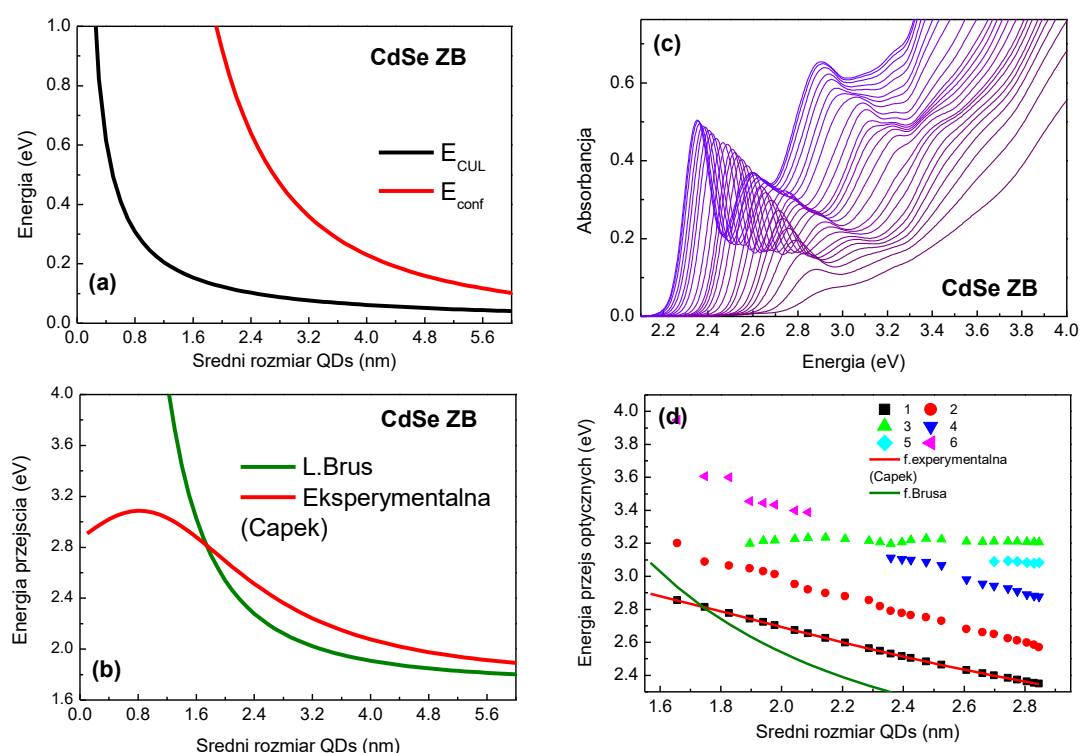 1.0
0.8
0.6
0.4
0.2
0.0
0.0 0.8 1.6 2.4 3.2 4.0 4.8 5.6
Energia (eV)
Sredni rozmiar QDs (nm)
CdSe ZB
E_CUL
E_conf
(a)
(c)
0.6
0.4
0.2
0.0
2.2 2.4 2.6 2.8 3.0 3.2 3.4 3.6 3.8 4.0
Absorbancja
Energia (eV)
CdSe ZB
4.0
3.6
3.2
2.8
2.4
2.0
1.6
0.0 0.8 1.6 2.4 3.2 4.0 4.8 5.6
Energia przejscia (eV)
Sredni rozmiar QDs (nm)
CdSe ZB
L.Brus
Eksperymentalna
(Capek)
(b)
(d)
4.0
3.8
3.6
3.4
3.2
3.0
2.8
2.6
2.4
1.6 1.8 2.0 2.2 2.4 2.6 2.8
Energia przejs optycznych (eV)
Sredni rozmiar QDs (nm)
1 2
3 4
5 6
f.experymentalna
(Capek)
f.Brusa